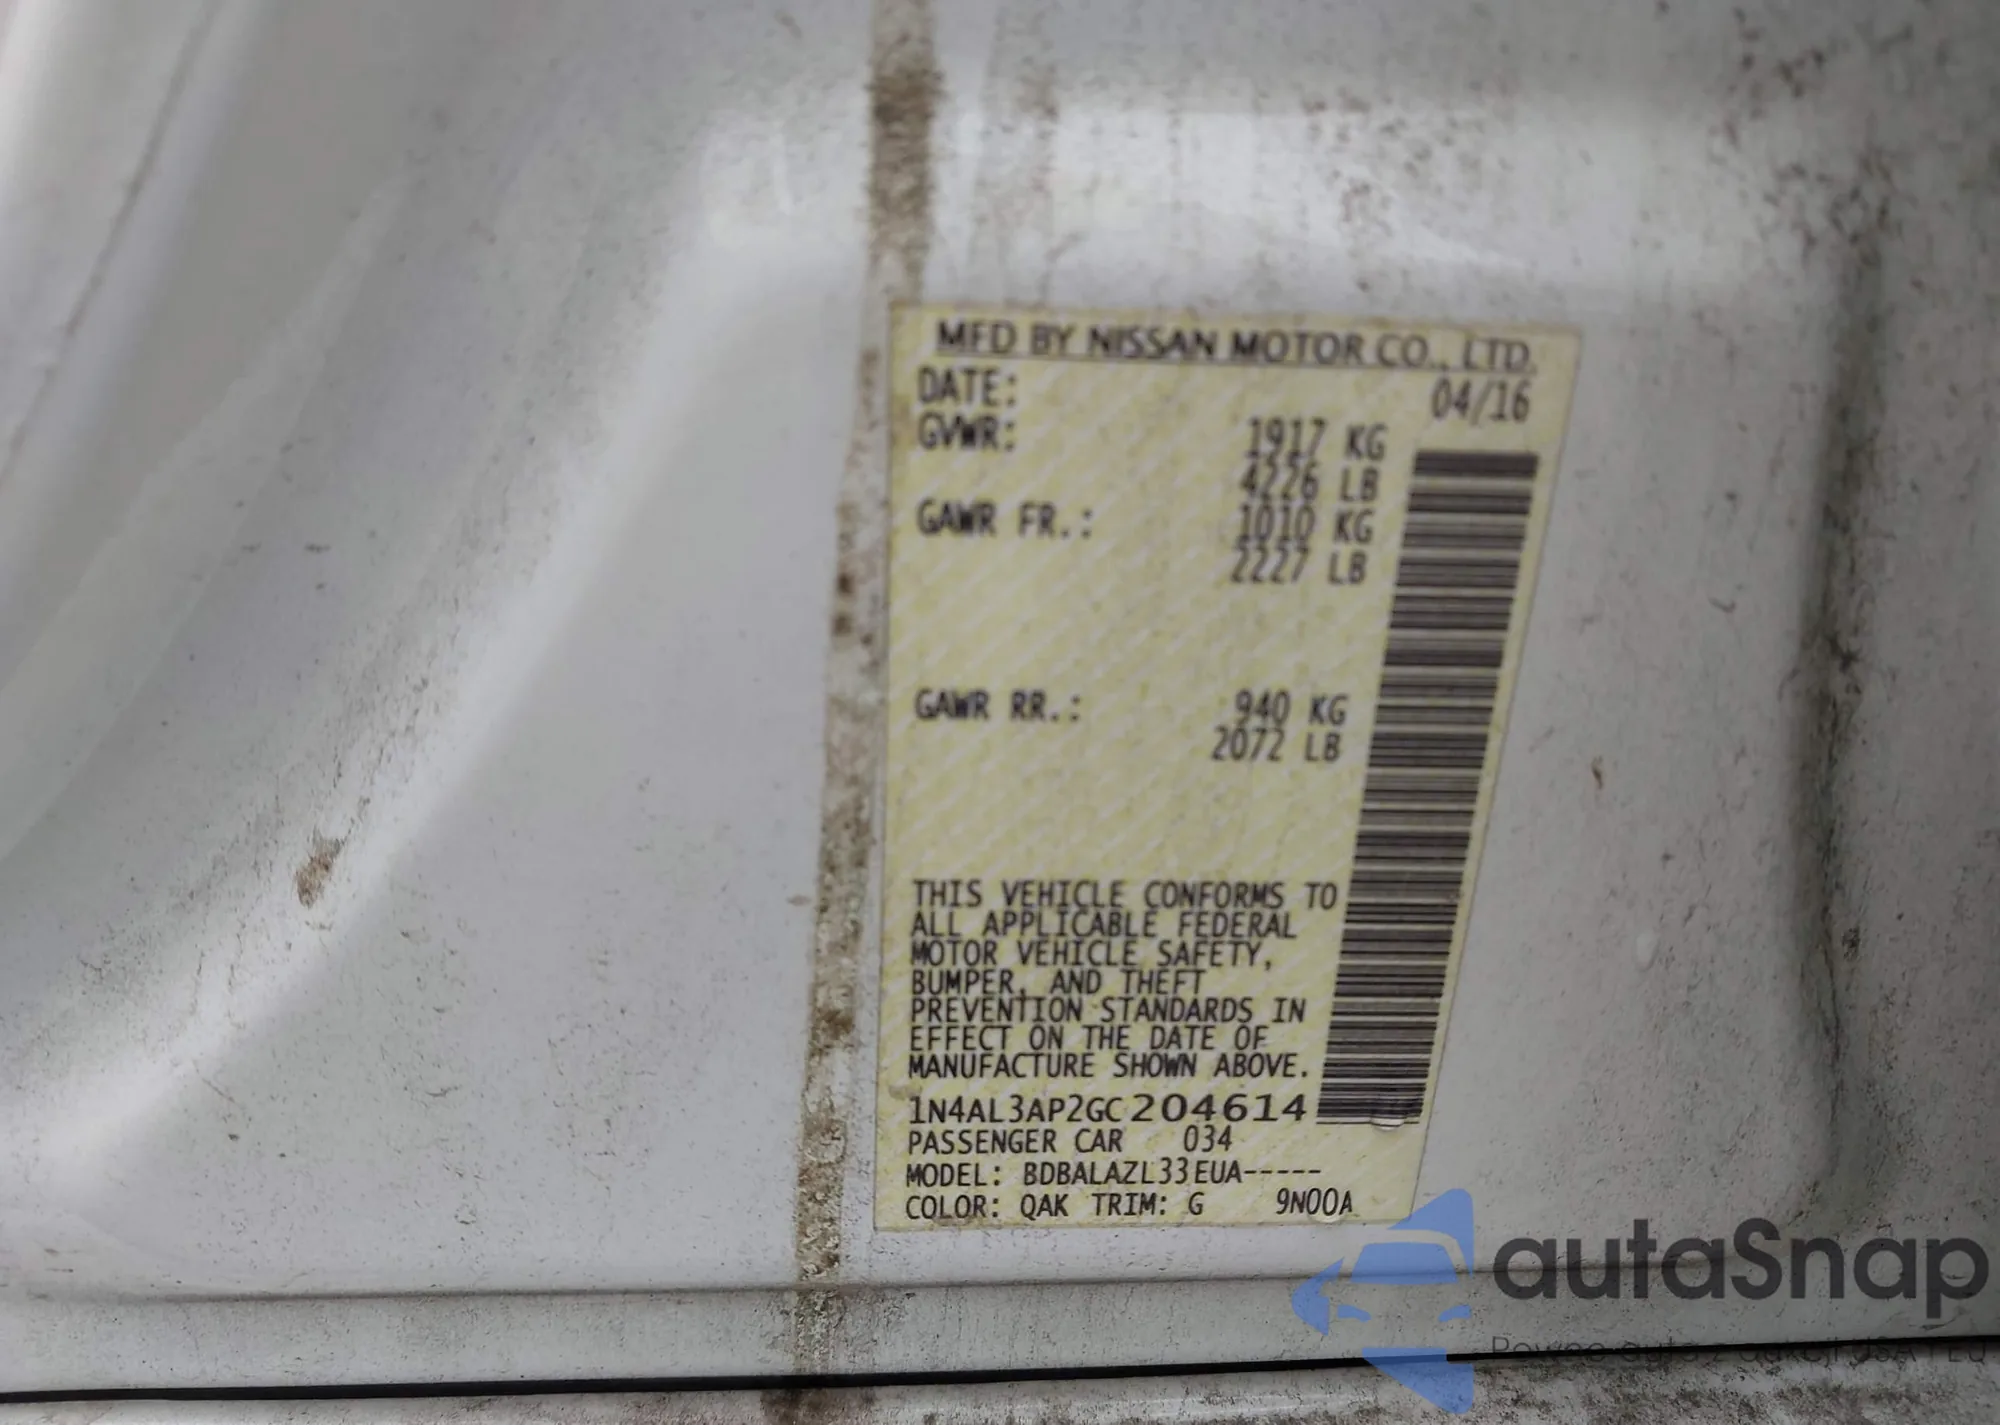 MFD BY NISSAN MOTOR CO., LTD.
DATE: 04/16
GVWR: 1917 KG
4226 LB
GAWR FR.: 1010 KG
2227 LB
GAWR RR.: 940 KG
2072 LB
THIS VEHICLE CONFORMS TO
ALL APPLICABLE FEDERAL
MOTOR VEHICLE SAFETY,
BUMPER, AND THEFT
PREVENTION STANDARDS IN
EFFECT ON THE DATE OF
MANUFACTURE SHOWN ABOVE.
1N4AL3AP2GC204614
PASSENGER CAR 034
MODEL: BDBALAZL33EUA-----
COLOR: QAK TRIM: G 9N00A
autaSnap
auta z USA